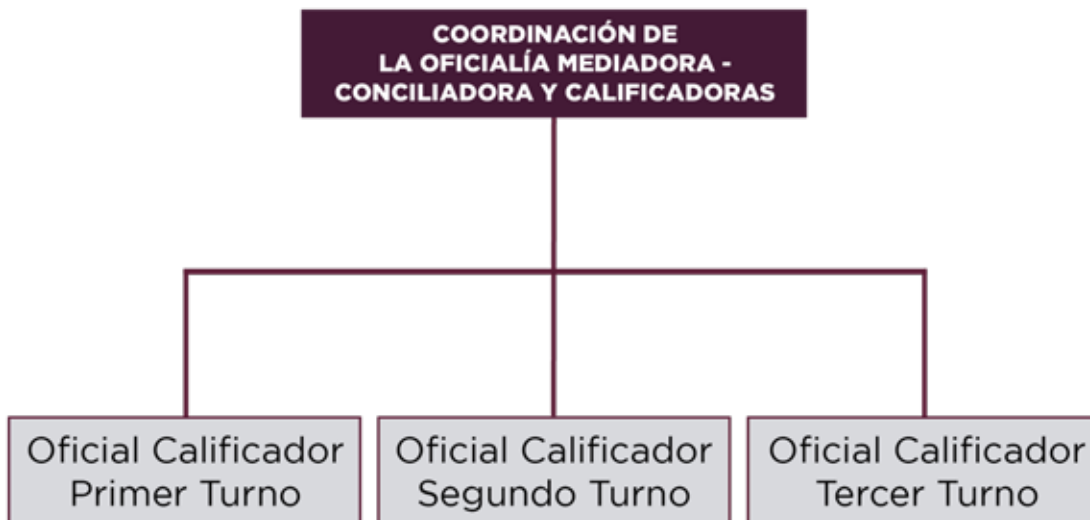 COORDINACIÓN DE
LA OFICIALÍA MEDIADORA -
CONCILIADORA Y CALIFICADORAS
Oficial Calificador
Primer Turno
Oficial Calificador
Segundo Turno
Oficial Calificador
Tercer Turno